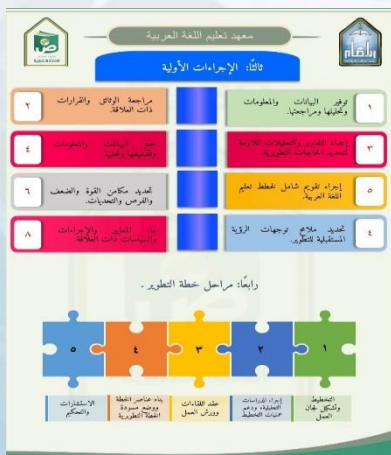 معهد تعليم اللغة العربية
ثالثًا: الإجراءات الأولية
١
توفير البيانات والمعلومات
وتحليلها ومراجعتها.
مراجعة الوثائق والقرارات
ذات العلاقة.
٢
٣
إعداد التقارير والتحليلات اللازمة
لتحديد الحاجات التطويرية.
جمع البيانات والمعلومات
وتصنيفها وتحليلها
٤
٥
إجراء تقويم شامل لخطط تعليم
اللغة العربية.
تحديد مكامن القوة والضعف
والفرص والتحديات.
٦
٤
تحديد ملامح توجهات الرؤية
المستقبلية للتطوير.
بناء المعايير والإجراءات
والسياسات ذات العلاقة.
٨
رابعًا: مراحل خطة التطوير .
١
٢
٣
٤
٥
التخطيط
وتشكيل لجان
العمل
إجراء الدراسات
التحليلية، ودعم
عمليات التخطيط
عقد اللقاءات
وورش العمل
بناء عناصر الخطة
ووضع مسودة
الخطة التطويرية
الاستشارات
والتحكيم